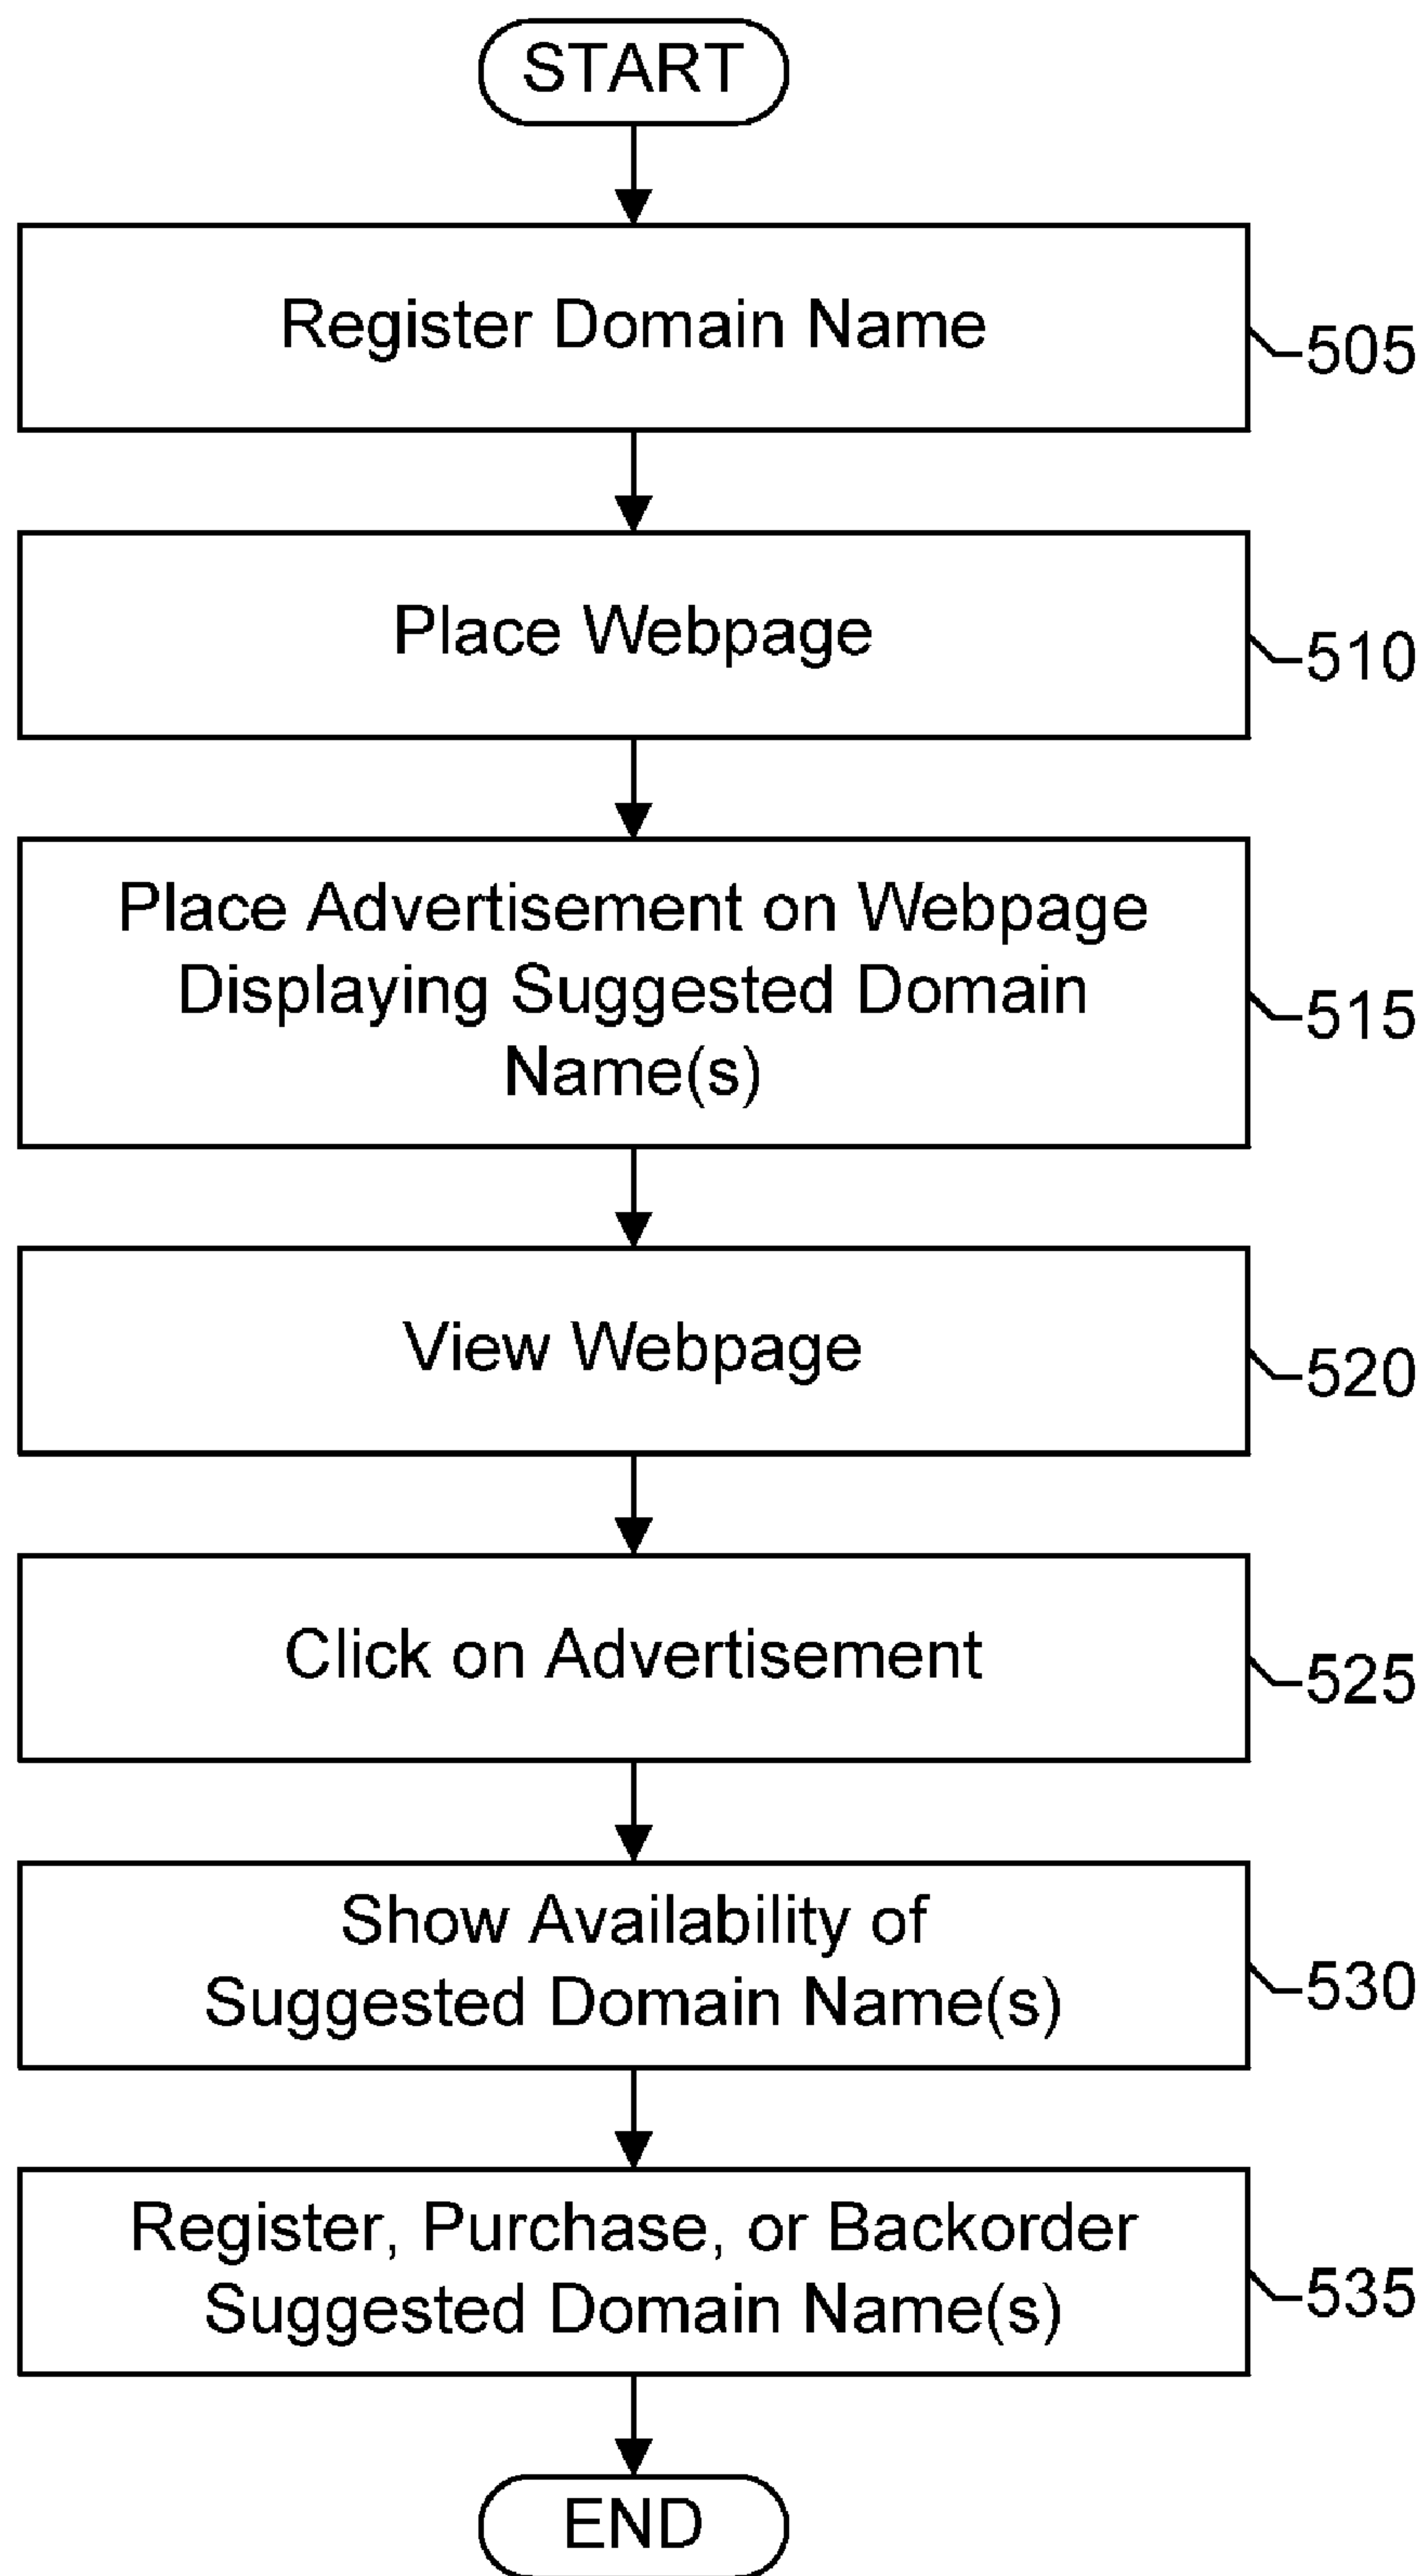 START
Register Domain Name
505
Place Webpage
510
Place Advertisement on Webpage
Displaying Suggested Domain
Name(s)
515
View Webpage
520
Click on Advertisement
525
Show Availability of
Suggested Domain Name(s)
530
Register, Purchase, or Backorder
Suggested Domain Name(s)
535
END